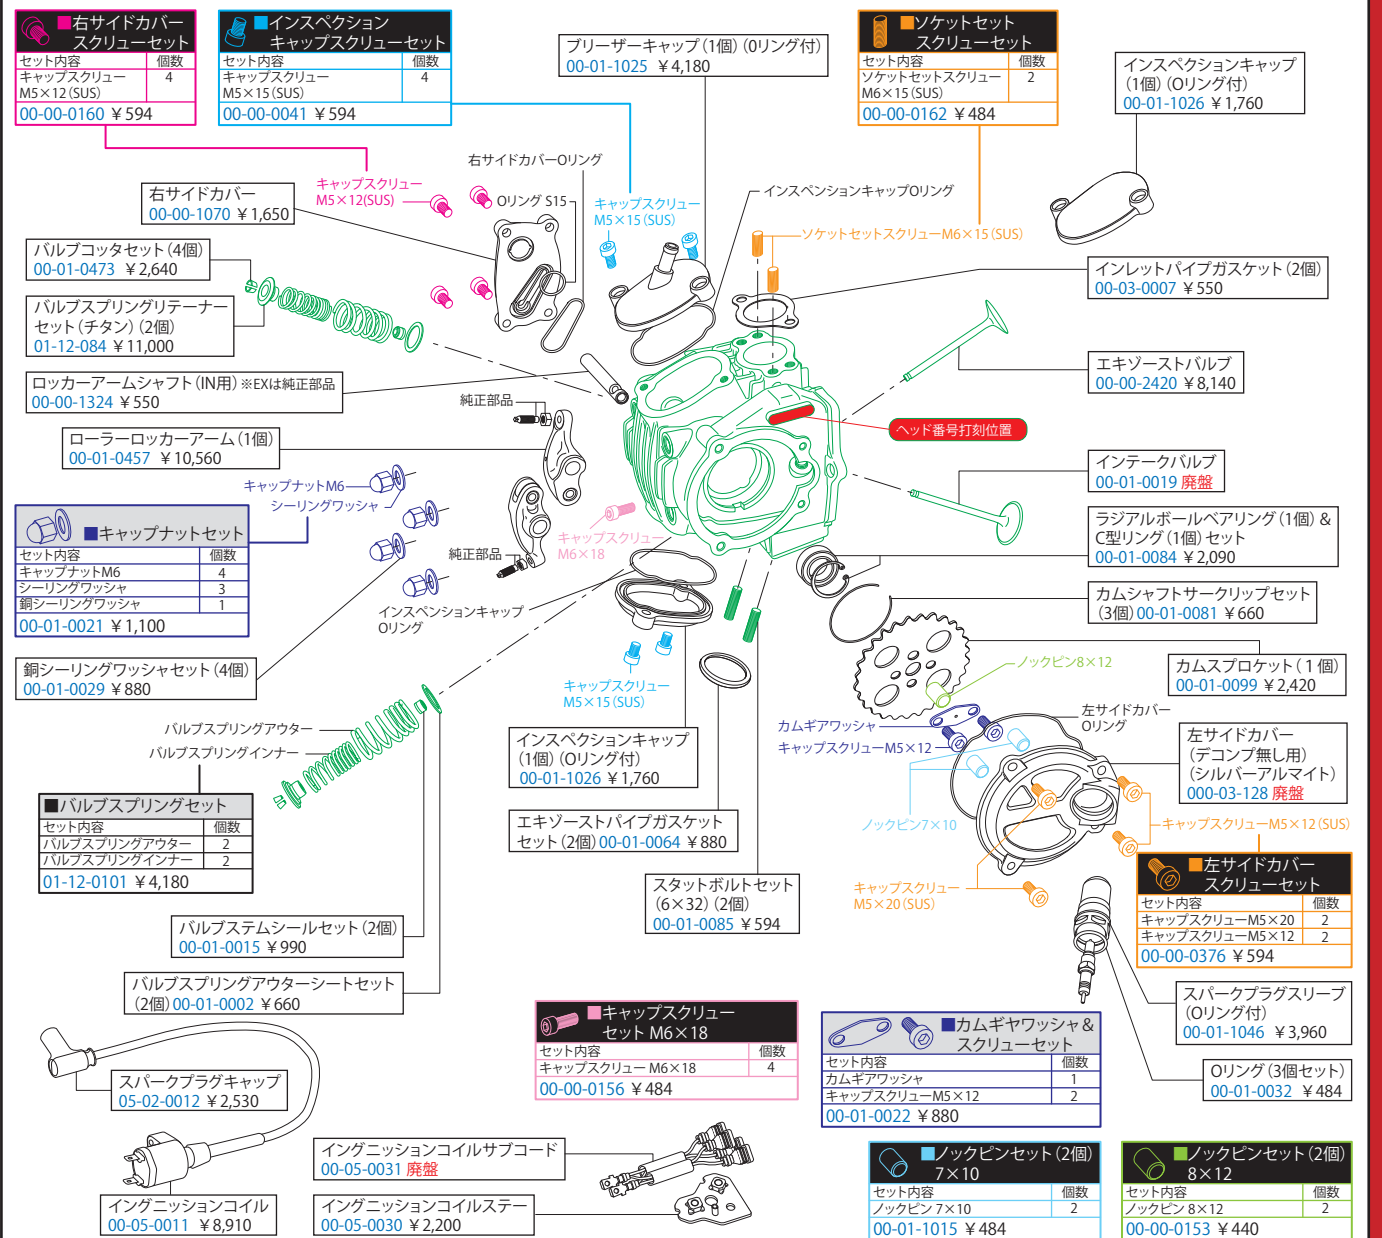 ■右サイドカバー
スクリューセット
セット内容 個数
キャップスクリュー 4
M5×12(SUS)
00-00-0160 ¥594
■インスペクション
キャップスクリューセット
セット内容 個数
キャップスクリュー 4
M5×15(SUS)
00-00-0041 ¥594
ブリーザーキャップ(1個)(Oリング付)
00-01-1025 ¥4,180
■ソケットセット
スクリューセット
セット内容 個数
ソケットセットスクリュー 2
M6×15(SUS)
00-00-0162 ¥484
インスペクションキャップ
(1個)(Oリング付)
00-01-1026 ¥1,760
右サイドカバーOリング
キャップスクリュー
M5×12(SUS)
OリングS15
キャップスクリュー
M5×15(SUS)
インスペンションキャップOリング
ソケットセットスクリューM6×15(SUS)
右サイドカバー
00-00-1070 ¥1,650
バルブコッタセット(4個)
00-01-0473 ¥2,640
バルブスプリングリテーナー
セット(チタン)(2個)
01-12-084 ¥11,000
ロッカーアームシャフト(IN用)※EXは純正部品
00-00-1324 ¥550
純正部品
ローラーロッカーアーム(1個)
00-01-0457 ¥10,560
インレットパイプガスケット(2個)
00-03-0007 ¥550
エキゾーストバルブ
00-00-2420 ¥8,140
ヘッド番号打刻位置
インテークバルブ
00-01-0019 廃盤
キャップナットM6
シーリングワッシャ
■キャップナットセット
セット内容 個数
キャップナットM6 4
シーリングワッシャ 3
銅シーリングワッシャ 1
00-01-0021 ¥1,100
キャップスクリュー
M6×18
純正部品
インスペンションキャップ
Oリング
ラジアルボールベアリング(1個)&
C型リング(1個)セット
00-01-0084 ¥2,090
カムシャフトサークリップセット
(3個)00-01-0081 ¥660
銅シーリングワッシャセット(4個)
00-01-0029 ¥880
ノックピン8×12
カムスプロケット(1個)
00-01-0099 ¥2,420
キャップスクリュー
M5×15(SUS)
バルブスプリングアウター
バルブスプリングインナー
カムギアワッシャ
キャップスクリューM5×12
左サイドカバー
Oリング
左サイドカバー
(デコンプ無し用)
(シルバーアルマイト)
000-03-128 廃盤
インスペクションキャップ
(1個)(Oリング付)
00-01-1026 ¥1,760
■バルブスプリングセット
セット内容 個数
バルブスプリングアウター 2
バルブスプリングインナー 2
01-12-0101 ¥4,180
エキゾーストパイプガスケット
セット(2個)00-01-0064 ¥880
ノックピン7×10
キャップスクリューM5×12(SUS)
スタットボルトセット
(6×32)(2個)
00-01-0085 ¥594
キャップスクリュー
M5×20(SUS)
■左サイドカバー
スクリューセット
セット内容 個数
キャップスクリューM5×20 2
キャップスクリューM5×12 2
00-00-0376 ¥594
バルブステムシールセット(2個)
00-01-0015 ¥990
バルブスプリングアウターシートセット
(2個)00-01-0002 ¥660
スパークプラグスリーブ
(Oリング付)
00-01-1046 ¥3,960
■キャップスクリュー
セット M6×18
セット内容 個数
キャップスクリュー M6×18 4
00-00-0156 ¥484
■カムギヤワッシャ&
スクリューセット
セット内容 個数
カムギアワッシャ 1
キャップスクリューM5×12 2
00-01-0022 ¥880
Oリング(3個セット)
00-01-0032 ¥484
スパークプラグキャップ
05-02-0012 ¥2,530
イングニッションコイルサブコード
00-05-0031 廃盤
イングニッションコイル
00-05-0011 ¥8,910
イングニッションコイルステー
00-05-0030 ¥2,200
■ノックピンセット(2個)
7×10
セット内容 個数
ノックピン 7×10 2
00-01-1015 ¥484
■ノックピンセット(2個)
8×12
セット内容 個数
ノックピン 8×12 2
00-00-0153 ¥440